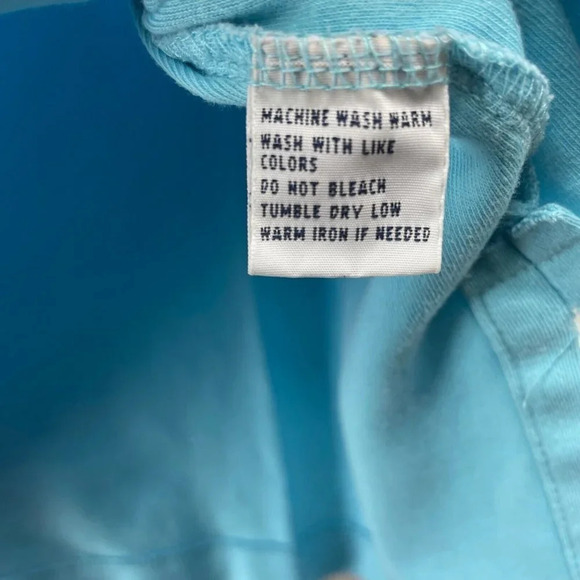 MACHINE WASH WARM
WASH WITH LIKE
COLORS
DO NOT BLEACH
TUMBLE DRY LOW
WARM IRON IF NEEDED